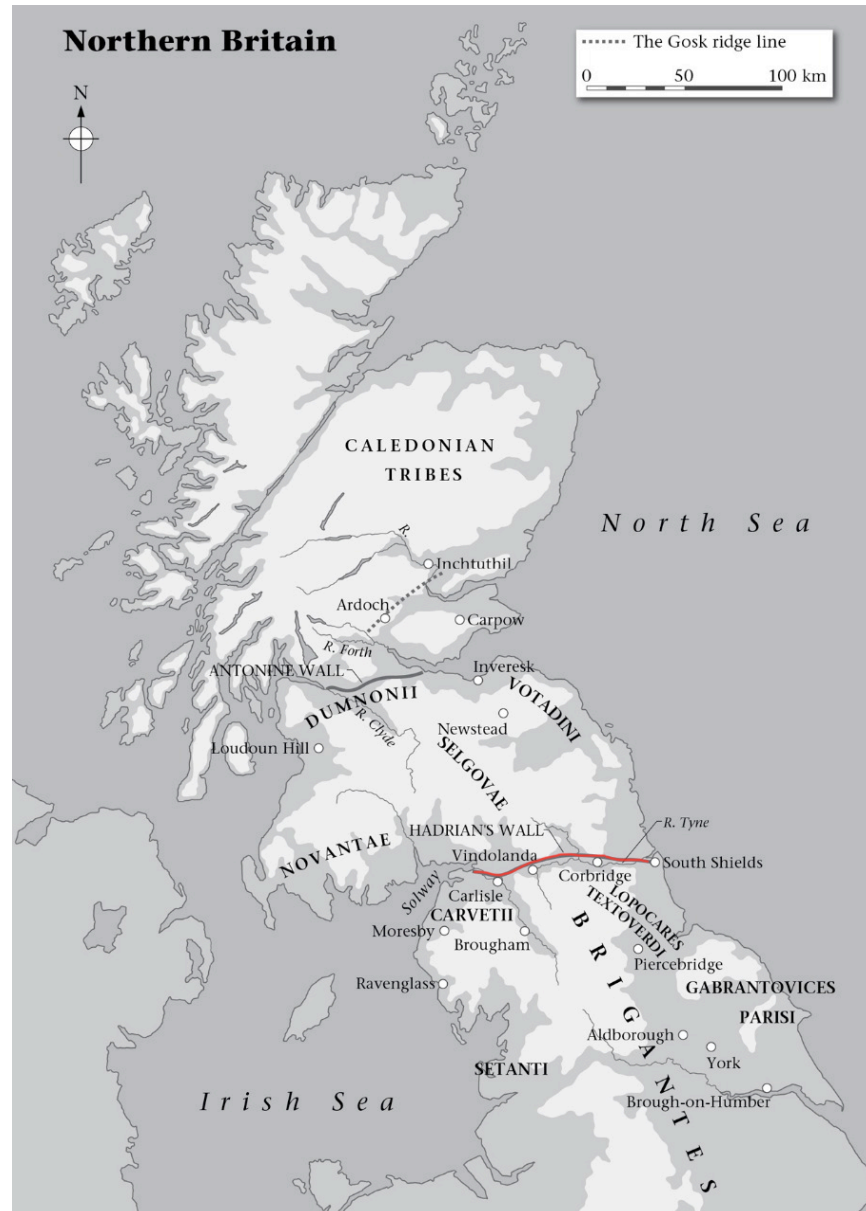 Northern Britain
The Gosk ridge line
0 50 100 km
N
CALEDONIAN
TRIBES
North Sea
R.
Inchtuthil
Ardoch
Carpow
R. Forth
ANTONINE WALL
Inveresk
DUMNONII
VOTADINI
R. Clyde
Newstead
Loudoun Hill
SELGOVAE
HADRIAN'S WALL
R. Tyne
NOVANTAE
Vindolanda
Corbridge
South Shields
Solway
Carlisle
LOPOCARES
TEXTOVERDI
CARVETII
Moresby
Brougham
BRIGANTES
Piercebridge
Ravenglass
GABRANTOVICES
PARISI
Aldborough
York
SETANTI
Irish Sea
Brough-on-Humber